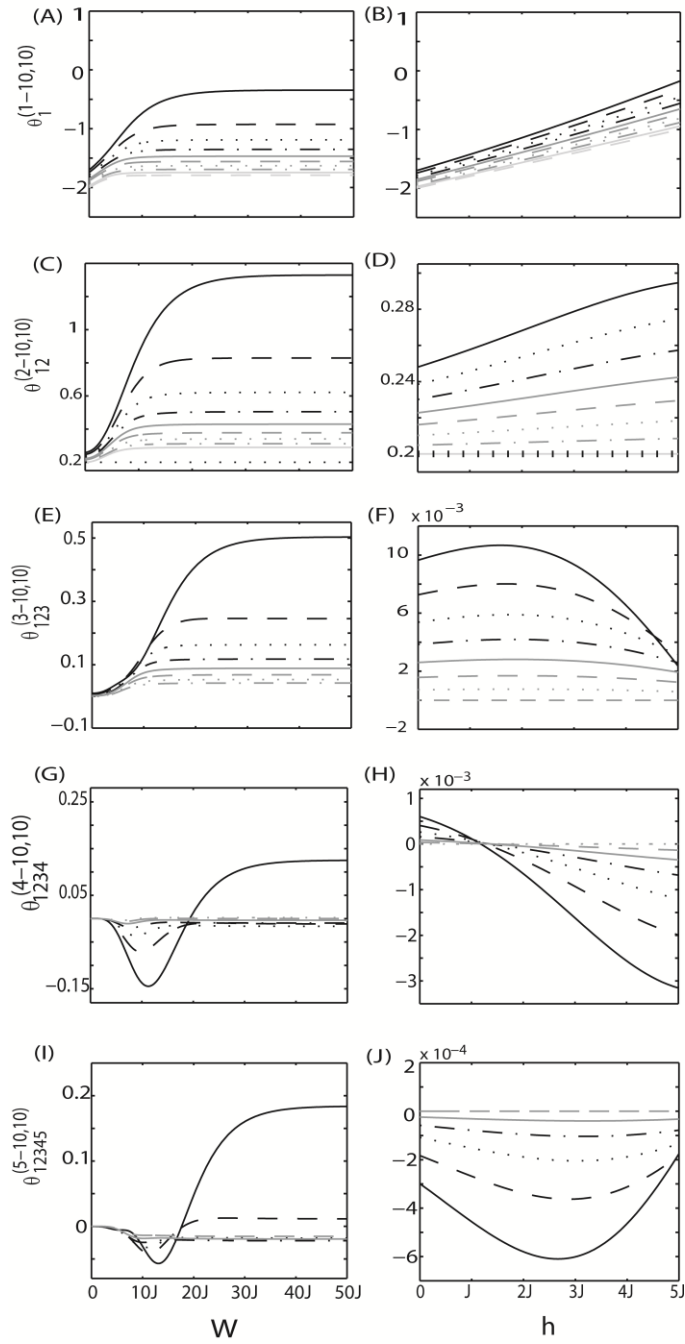 (A)
1
0
−1
−2
θ₁^(1−10,10)
(B)
1
0
−1
−2
(C)
1.4
1
0.6
0.2
θ₁₂^(2−10,10)
(D)
0.28
0.24
0.2
(E)
0.5
0.3
0.1
−0.1
θ₁₂₃^(3−10,10)
(F)
x 10⁻³
10
6
2
−2
(G)
0.25
0.05
−0.15
θ₁₂₃₄^(4−10,10)
(H)
x 10⁻³
1
0
−1
−2
−3
(I)
0.2
0.1
0
θ₁₂₃₄₅^(5−10,10)
0 10J 20J 30J 40J 50J
W
(J)
x 10⁻⁴
2
0
−2
−4
−6
0 J 2J 3J 4J 5J
h